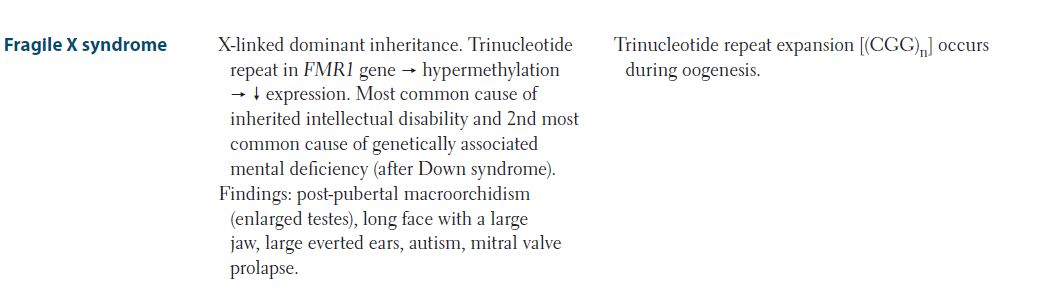 Fragile X syndrome
X-linked dominant inheritance. Trinucleotide
repeat in FMR1 gene → hypermethylation
→ ↓ expression. Most common cause of
inherited intellectual disability and 2nd most
common cause of genetically associated
mental deficiency (after Down syndrome).
Findings: post-pubertal macroorchidism
(enlarged testes), long face with a large
jaw, large everted ears, autism, mitral valve
prolapse.
Trinucleotide repeat expansion [(CGG)n] occurs
during oogenesis.